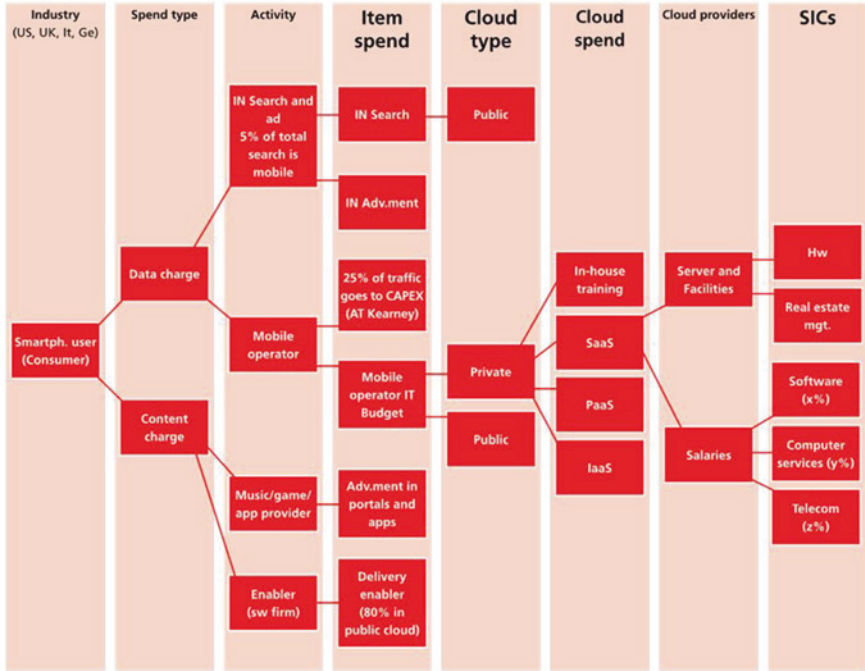 Industry
(US, UK, It, Ge)
Spend type
Activity
Item
spend
Cloud
type
Cloud
spend
Cloud providers
SICs
Smartph. user
(Consumer)
Data charge
Content
charge
IN Search and
ad
5% of total
search is
mobile
Mobile
operator
Music/game/
app provider
Enabler
(sw firm)
IN Search
IN Adv.ment
25% of traffic
goes to CAPEX
(AT Kearney)
Mobile
operator IT
Budget
Adv.ment in
portals and
apps
Delivery
enabler
(80% in
public cloud)
Public
Private
Public
In-house
training
SaaS
PaaS
IaaS
Server and
Facilities
Salaries
Hw
Real estate
mgt.
Software
(x%)
Computer
services (y%)
Telecom
(z%)